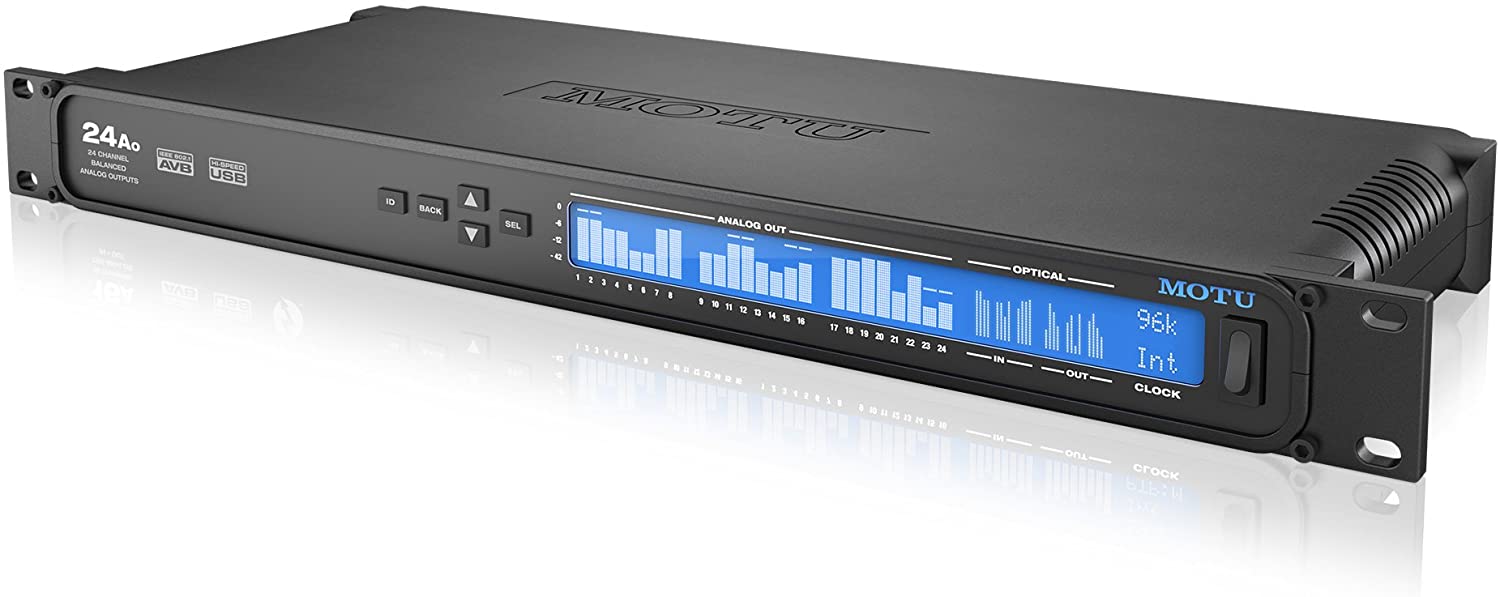 MOTU
24Ao
24 CHANNEL
BALANCED
ANALOG OUTPUTS
IEEE 802.1
AVB
HI-SPEED
USB
ID
BACK
SEL
0
-6
-12
-42
ANALOG OUT
1 2 3 4 5 6 7 8 9 10 11 12 13 14 15 16 17 18 19 20 21 22 23 24
OPTICAL
IN
OUT
MOTU
96k
Int
CLOCK